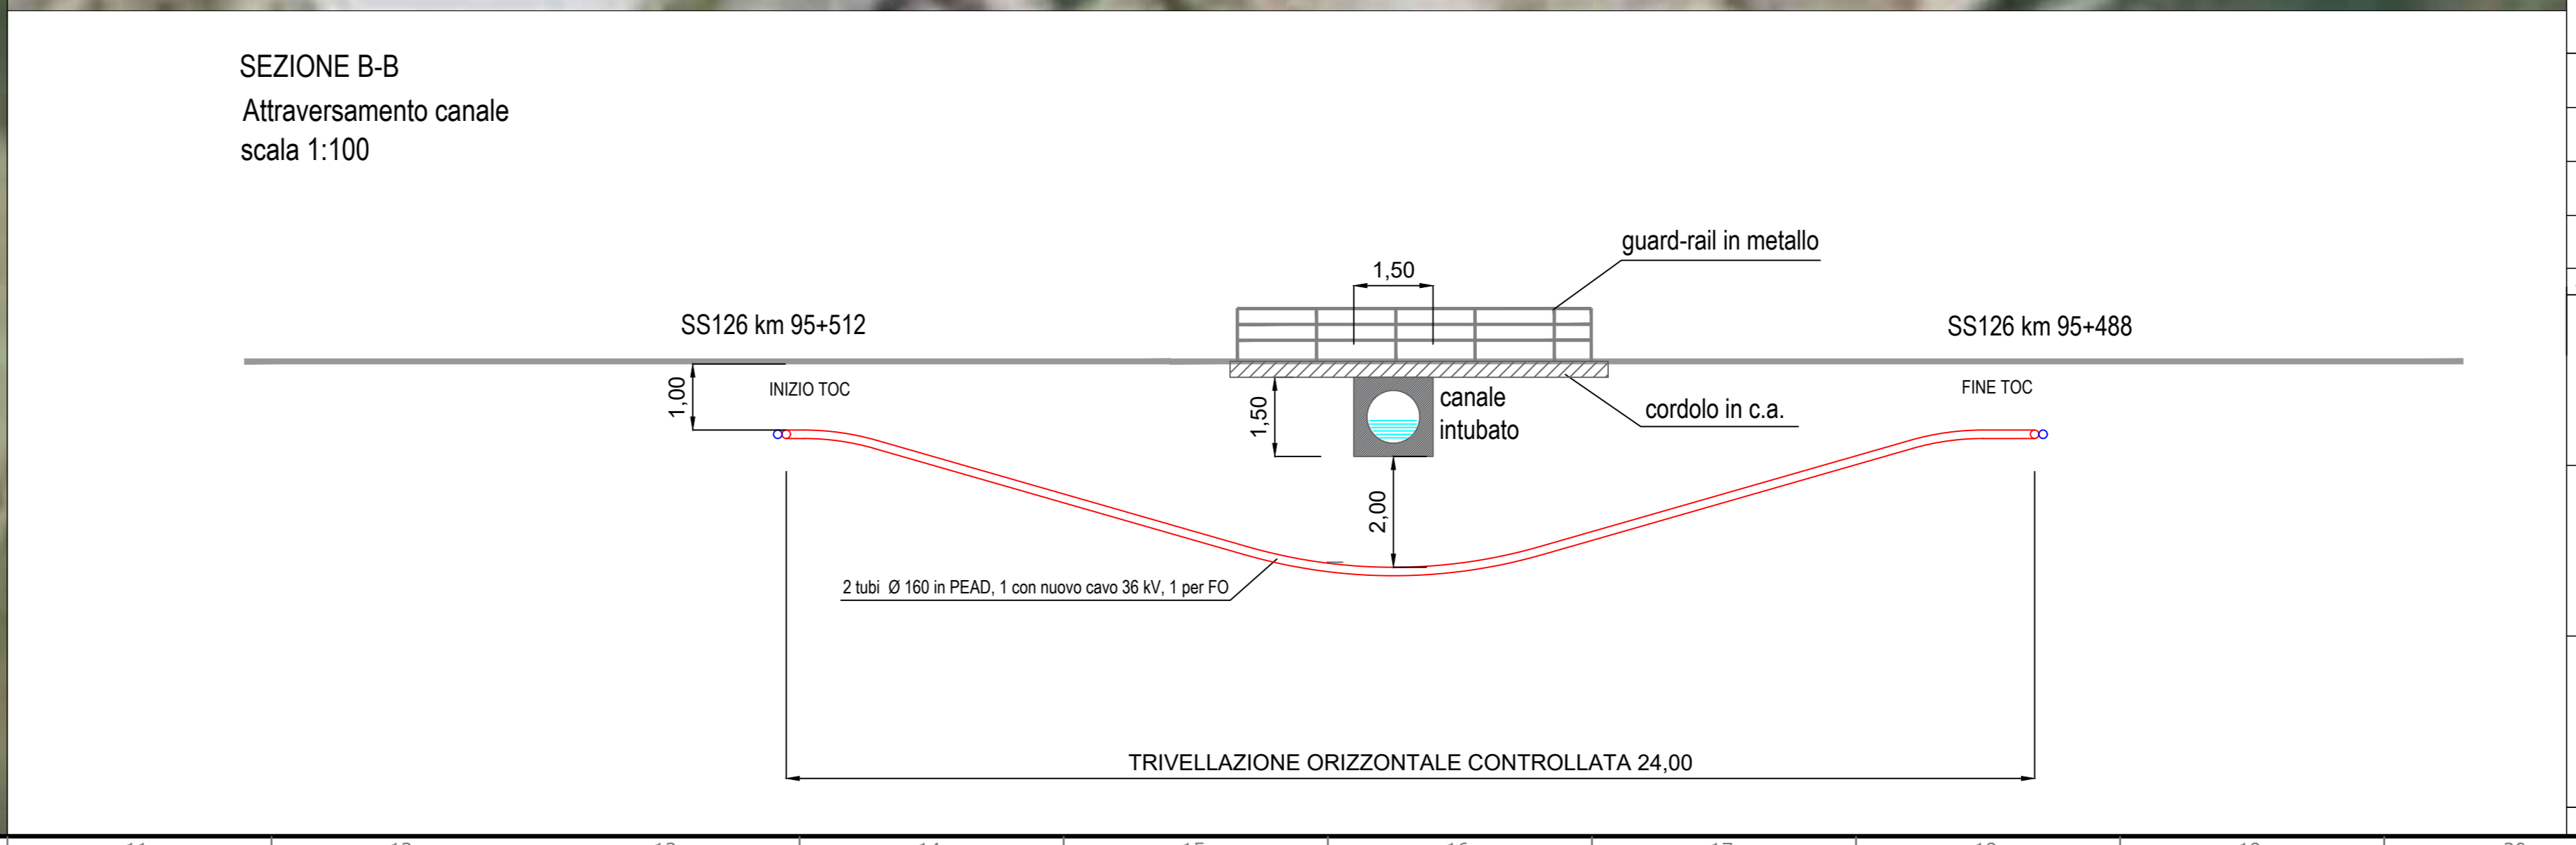 SEZIONE B-B
Attraversamento canale
scala 1:100
guard-rail in metallo
1,50
SS126 km 95+512
SS126 km 95+488
1,00
INIZIO TOC
1,50
canale
intubato
cordolo in c.a.
FINE TOC
2,00
2 tubi Ø 160 in PEAD, 1 con nuovo cavo 36 kV, 1 per FO
TRIVELLAZIONE ORIZZONTALE CONTROLLATA 24,00